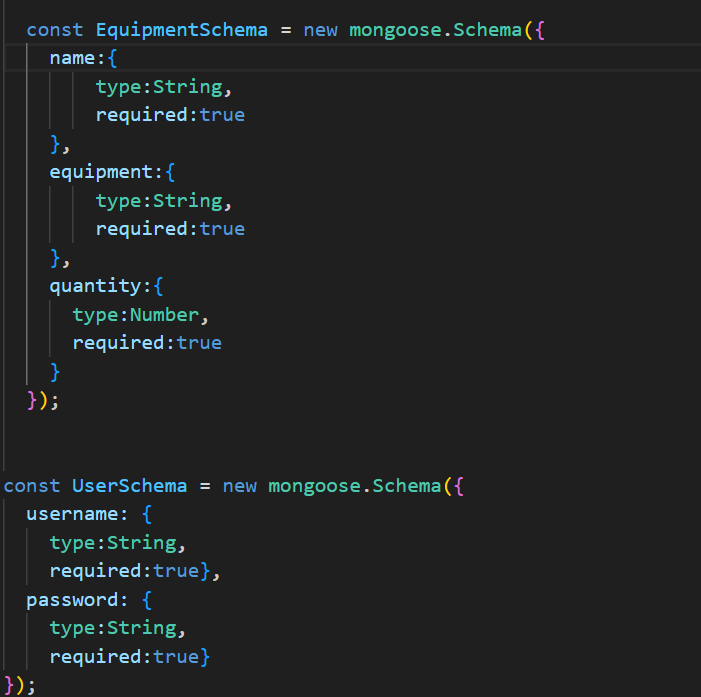 const EquipmentSchema = new mongoose.Schema({
name:{
type:String,
required:true
},
equipment:{
type:String,
required:true
},
quantity:{
type:Number,
required:true
}
});
const UserSchema = new mongoose.Schema({
username: {
type:String,
required:true},
password: {
type:String,
required:true}
});